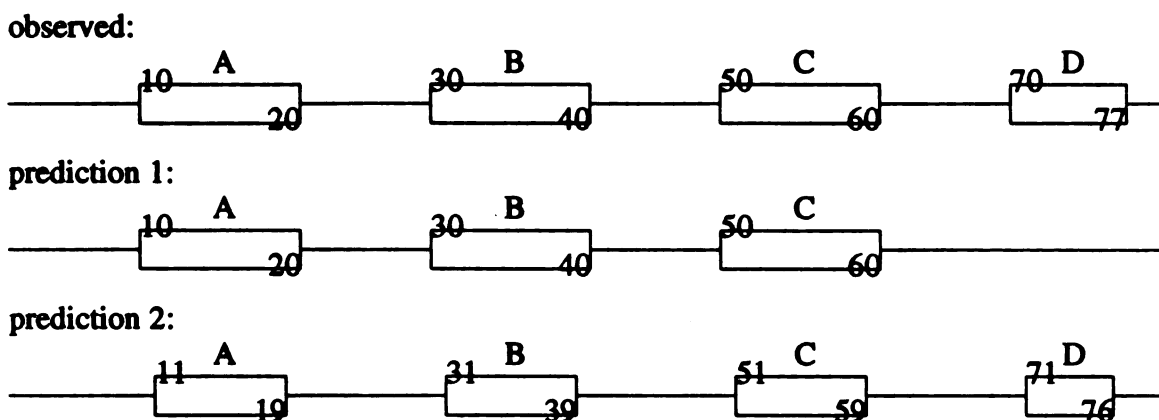 observed:
A B C D
10 30 50 70
20 40 60 77
prediction 1:
A B C
10 30 50
20 40 60
prediction 2:
A B C D
11 31 51 71
19 39 59 76